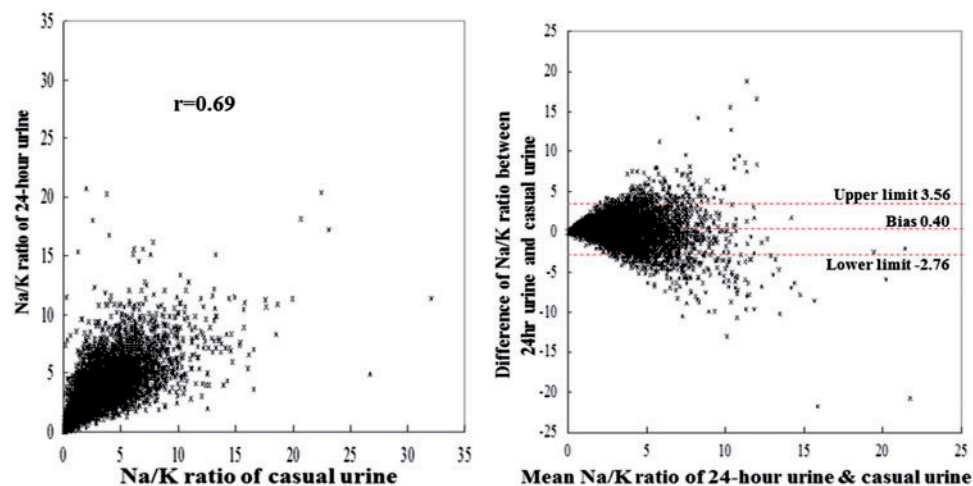 35
30
25
20
15
10
5
0
0 5 10 15 20 25 30 35
Na/K ratio of 24-hour urine
r=0.69
Na/K ratio of casual urine
25
20
15
10
5
0
-5
-10
-15
-20
-25
0 5 10 15 20 25
Difference of Na/K ratio between
24hr urine and casual urine
Upper limit 3.56
Bias 0.40
Lower limit -2.76
Mean Na/K ratio of 24-hour urine & casual urine